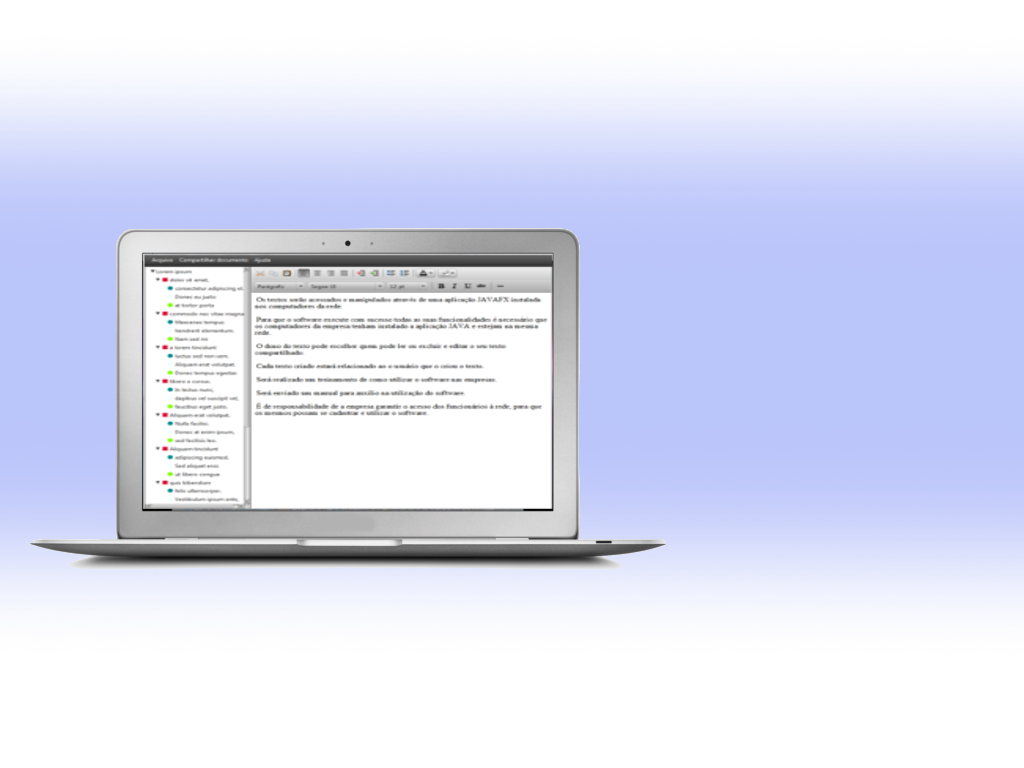 Arquivo Compartilhar documento Ajuda
Lorem ipsum
dolor sit amet,
consectetur adipiscing el.
Donec eu justo
at tortor porta
commodo nec vitae magna
Maecenas tempus
hendrerit elementum.
Nam sed mi
a lorem tincidunt
luctus sed non sem.
Aliquam erat volutpat.
Donec tempus egestas
libero a cursus.
In lectus nunc,
dapibus vel suscipit vel,
faucibus eget justo.
Aliquam erat volutpat.
Nulla facilisi.
Donec at enim ipsum,
sed facilisis leo.
Aliquam tincidunt
adipiscing euismod.
Sed aliquet eros
ut libero congue
quis bibendum
felis ullamcorper.
Vestibulum ipsum ante,
Parágrafo Segoe UI 12 pt B I U abc
Os textos serão acessados e manipulados através de uma aplicação JAVAFX instalada
nos computadores da rede.
Para que o software execute com sucesso todas as suas funcionalidades é necessário que
os computadores da empresa tenham instalado a aplicação JAVA e estejam na mesma
rede.
O dono do texto pode escolher quem pode ler ou excluir e editar o seu texto
compartilhado.
Cada texto criado estará relacionado ao o usuário que o criou o texto.
Será realizado um treinamento de como utilizar o software nas empresas.
Será enviado um manual para auxílio na utilização do software.
É de responsabilidade de a empresa garantir o acesso dos funcionários à rede, para que
os mesmos possam se cadastrar e utilizar o software.